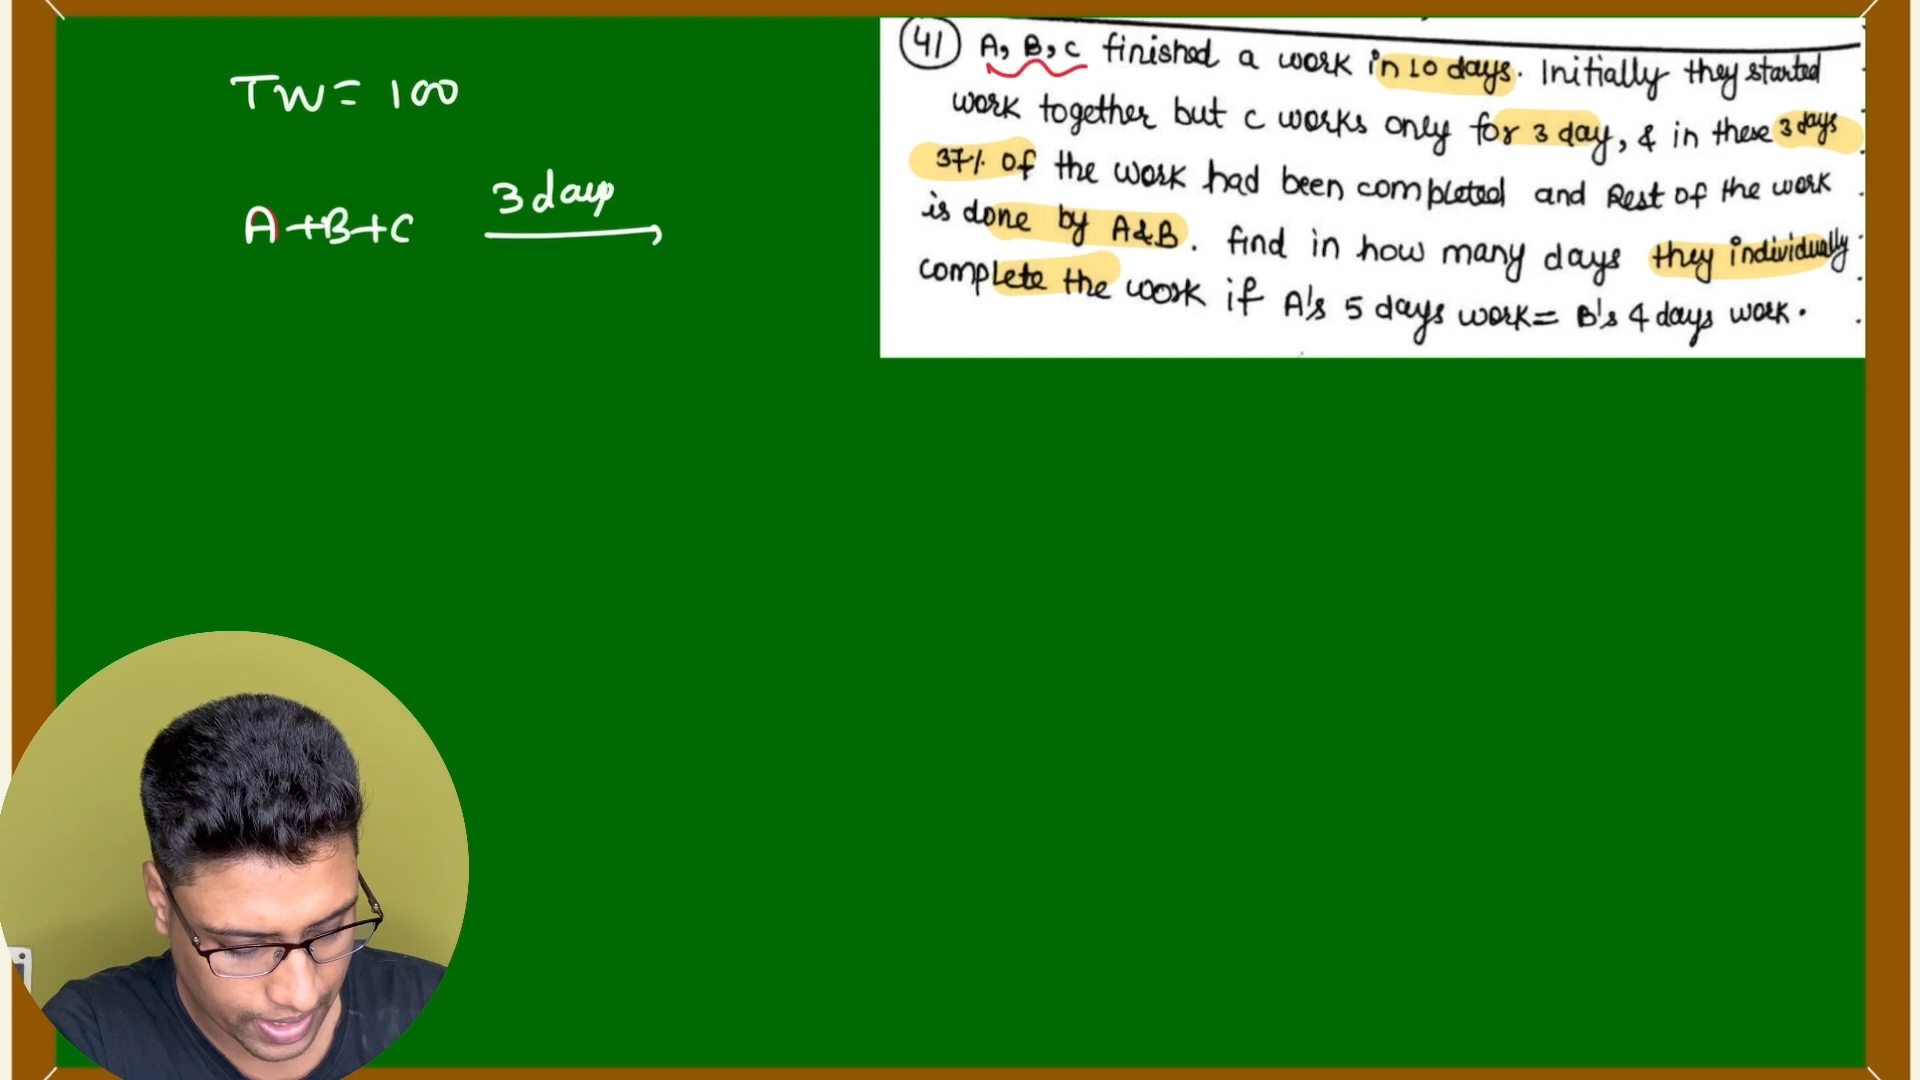 TW = 100
A+B+C 3 days
(41) A, B, C finished a work in 10 days. Initially they started
work together but c works only for 3 day, & in these 3 days
37% of the work had been completed and Rest of the work
is done by A&B. find in how many days they individually
complete the work if A's 5 days work = B's 4 days work.